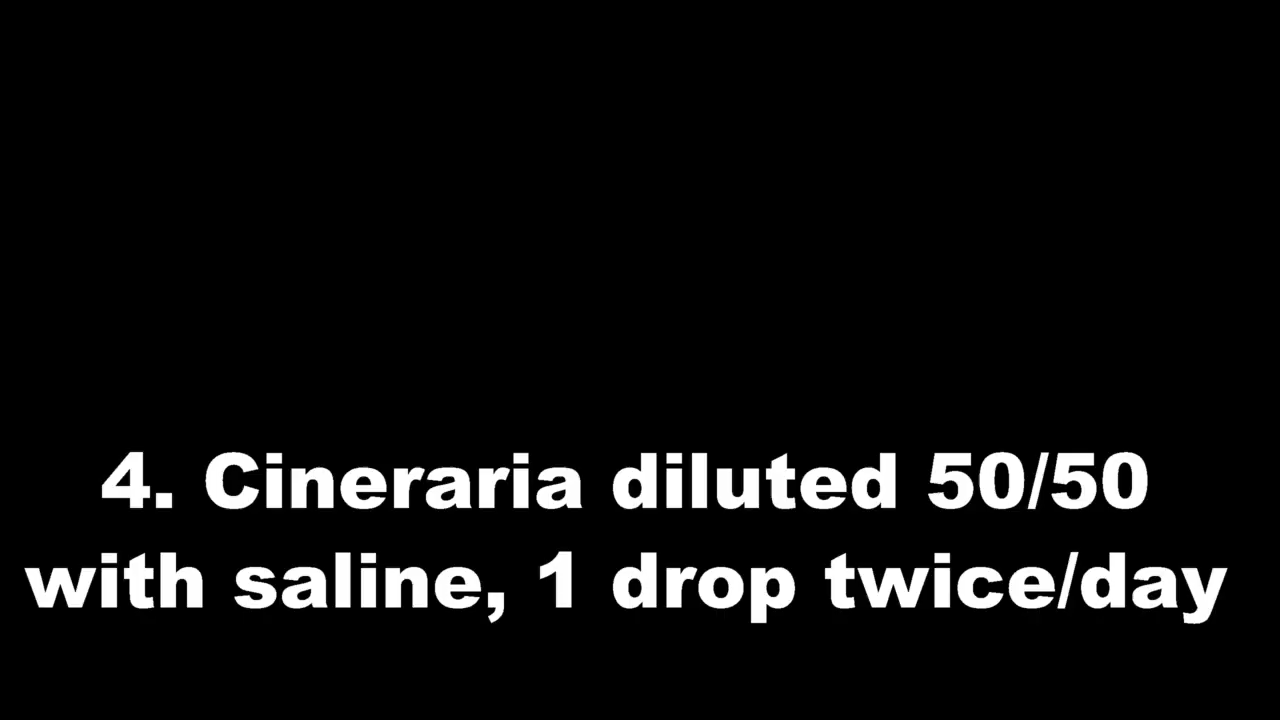 4. Cineraria diluted 50/50
with saline, 1 drop twice/day